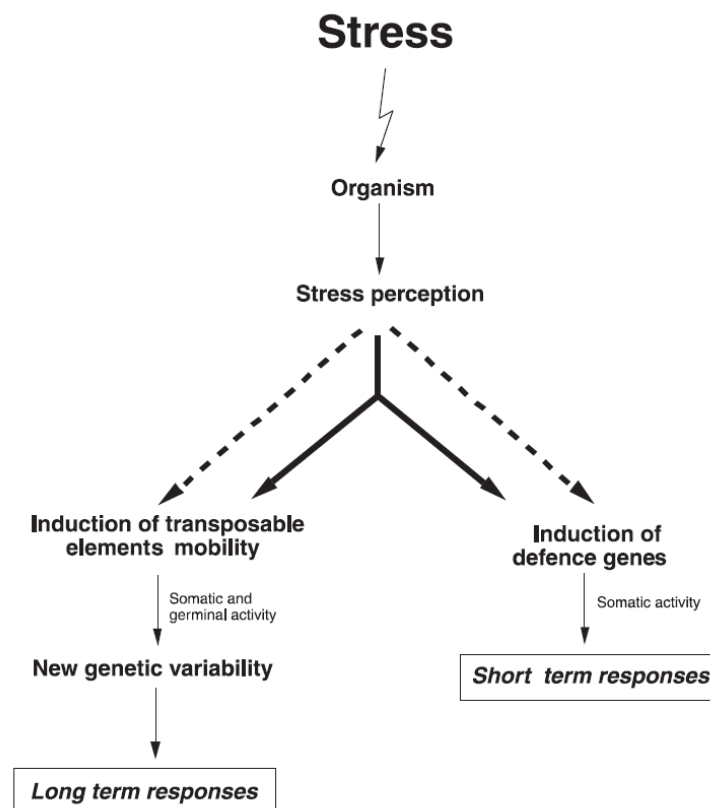 Stress
Organism
Stress perception
Induction of transposable
elements mobility
Somatic and
germinal activity
New genetic variability
Long term responses
Induction of
defence genes
Somatic activity
Short term responses